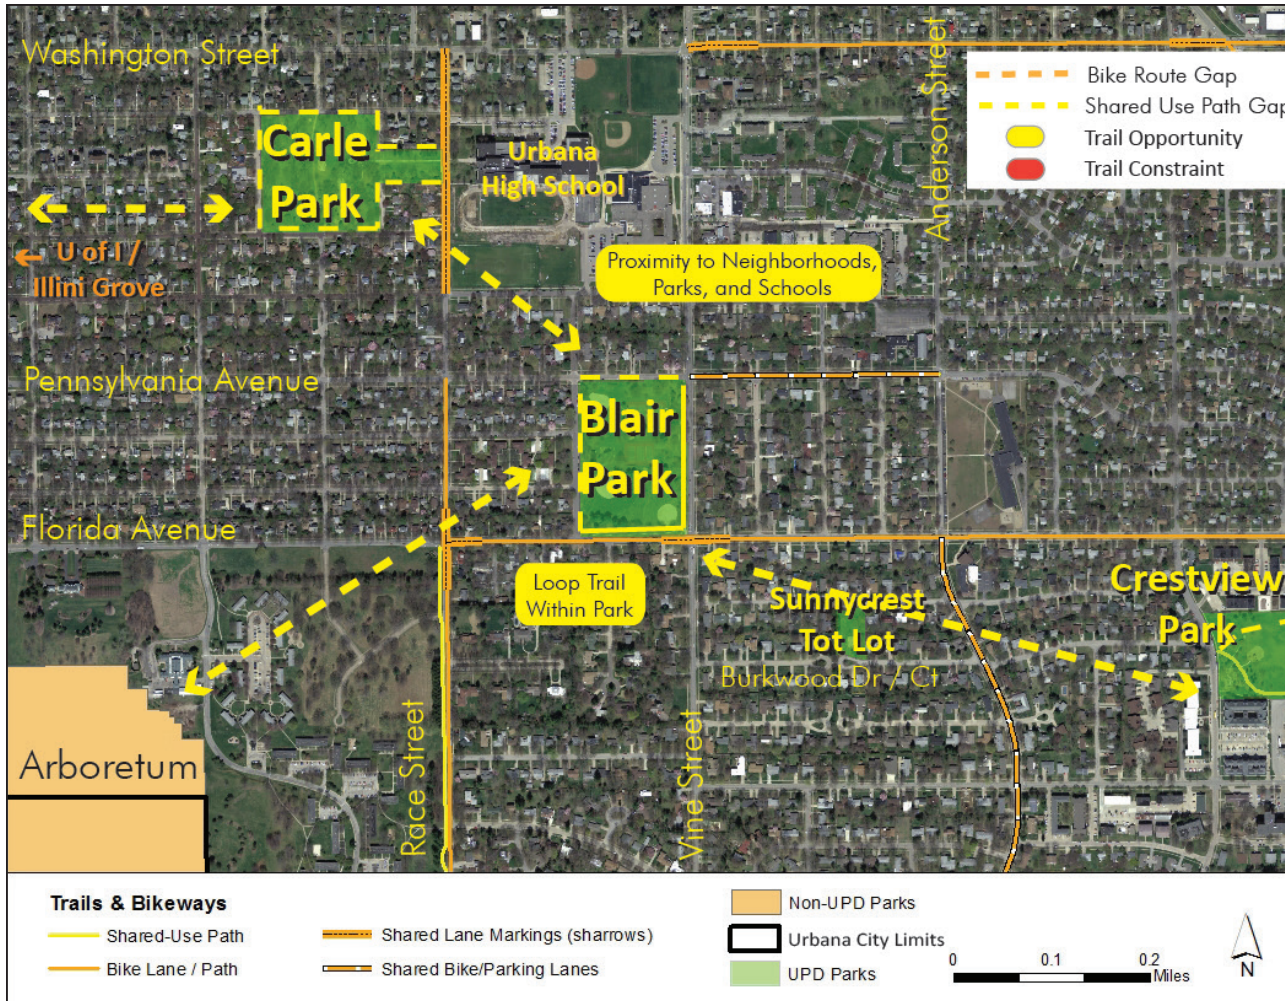 Washington Street
Anderson Street
Bike Route Gap
Shared Use Path Gap
Trail Opportunity
Trail Constraint
Carle
Park
Urbana
High School
U of I /
Illini Grove
Proximity to Neighborhoods,
Parks, and Schools
Pennsylvania Avenue
Blair
Park
Florida Avenue
Loop Trail
Within Park
Sunnycrest
Tot Lot
Crestview
Park
Burkwood Dr / Ct
Arboretum
Race Street
Vine Street
Trails & Bikeways
Shared-Use Path
Bike Lane / Path
Shared Lane Markings (sharrows)
Shared Bike/Parking Lanes
Non-UPD Parks
Urbana City Limits
UPD Parks
0 0.1 0.2
Miles
N